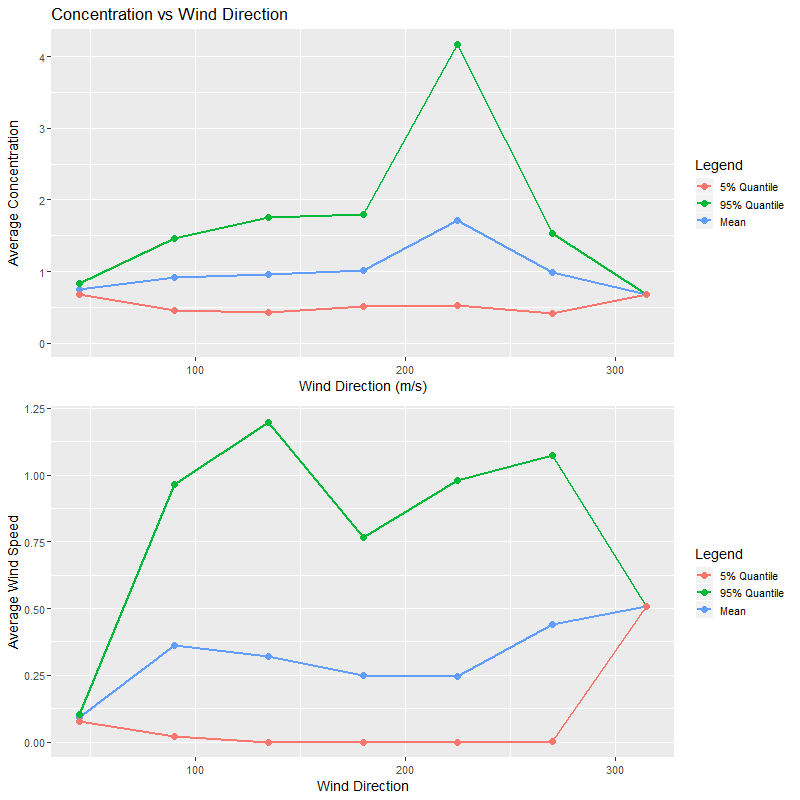 Concentration vs Wind Direction
Average Concentration
4
3
2
1
0
100
200
300
Wind Direction (m/s)
Legend
5% Quantile
95% Quantile
Mean
Average Wind Speed
1.25
1.00
0.75
0.50
0.25
0.00
100
200
300
Wind Direction
Legend
5% Quantile
95% Quantile
Mean